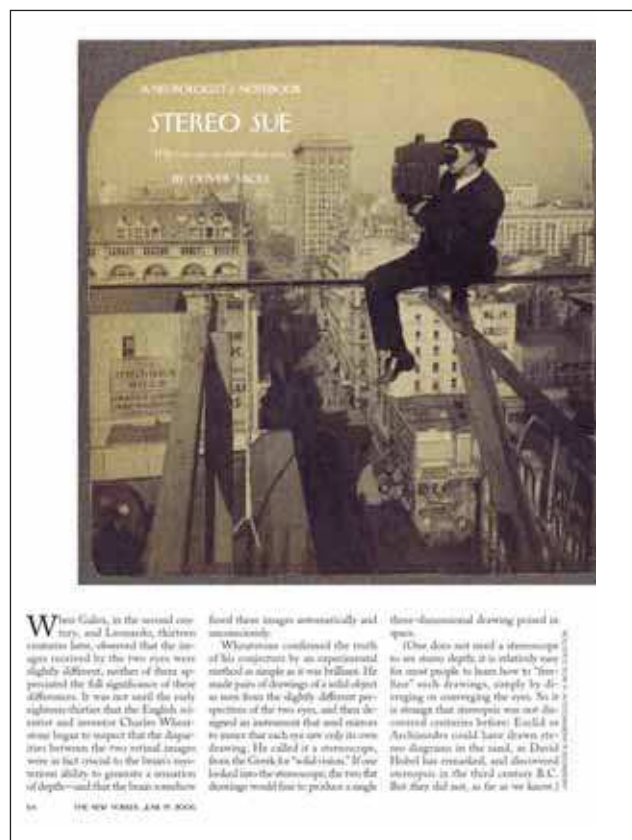 A NEUROLOGIST'S NOTEBOOK
STEREO SUE
BY OLIVER SACKS
When Galen, in the second cen-
tury, and Leonardo, thirteen
centuries later, observed that the im-
ages received by the two eyes were
slightly different, neither of them ap-
preciated the full significance of these
differences. It was not until the early
eighteen-thirties that the English sci-
entist and inventor Charles Wheat-
stone began to suspect that the dispar-
ities between the two retinal images
were in fact crucial to the brain's mys-
terious ability to generate a sensation
of depth—and that the brain somehow
fused these images automatically and
unconsciously.
Wheatstone confirmed the truth
of his conjecture by an experimental
method as simple as it was brilliant. He
made pairs of drawings of a solid object
as seen from the slightly different per-
spectives of the two eyes, and then de-
signed an instrument that used mirrors
to insure that each eye saw only its own
drawing. He called it a stereoscope,
from the Greek for "solid vision." If one
looked into the stereoscope, the two flat
drawings would fuse to produce a single
three-dimensional drawing poised in
space.
(One does not need a stereoscope
to see stereo depth; it is relatively easy
for most people to learn how to "free-
fuse" such drawings, simply by di-
verging or converging the eyes. So it
is strange that stereopsis was not dis-
covered centuries before: Euclid or
Archimedes could have drawn ste-
reo diagrams in the sand, as David
Hubel has remarked, and discovered
stereopsis in the third century B.C.
But they did not, so far as we know.)
THE NEW YORKER, JUNE 19, 2006